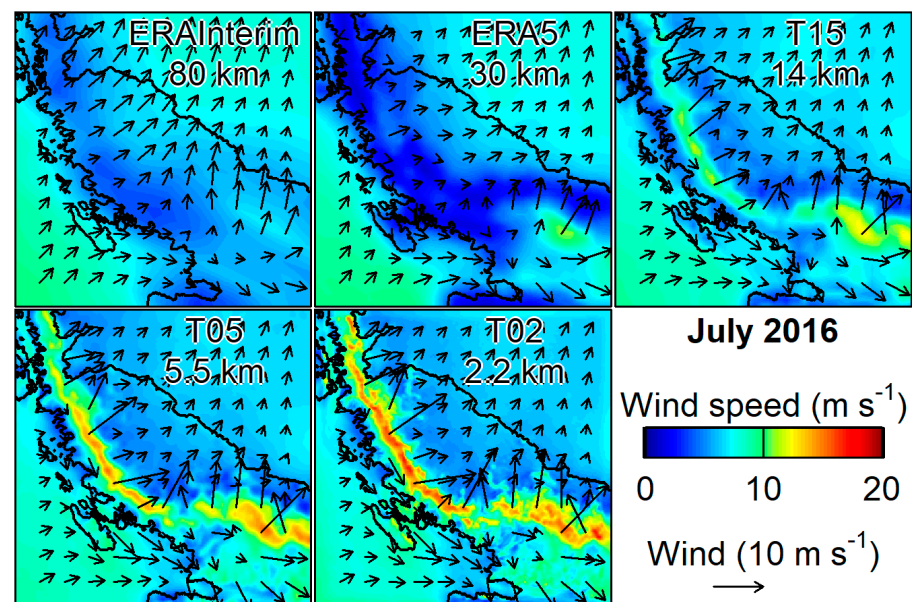 ERAInterim
80 km
ERA5
30 km
T15
14 km
T05
5.5 km
T02
2.2 km
July 2016
Wind speed (m s⁻¹)
0 10 20
Wind (10 m s⁻¹)